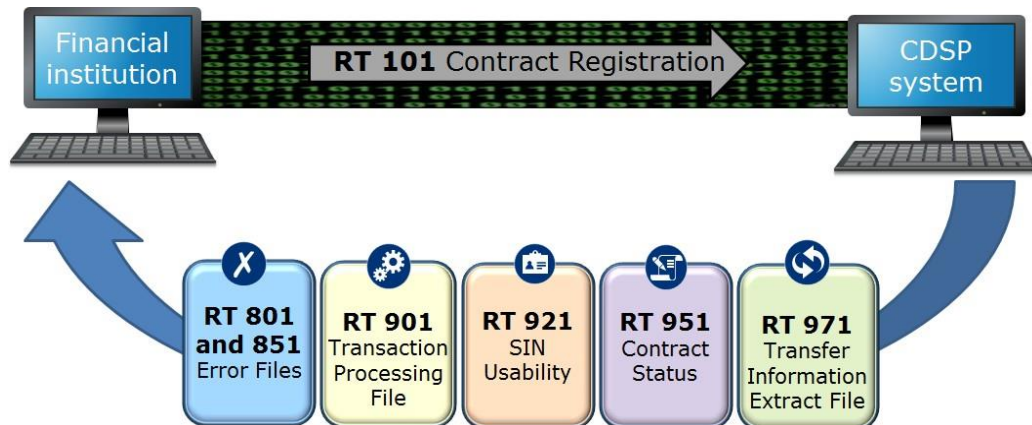 Financial
institution
RT 101 Contract Registration
CDSP
system
RT 801
and 851
Error Files
RT 901
Transaction
Processing
File
RT 921
SIN
Usability
RT 951
Contract
Status
RT 971
Transfer
Information
Extract File